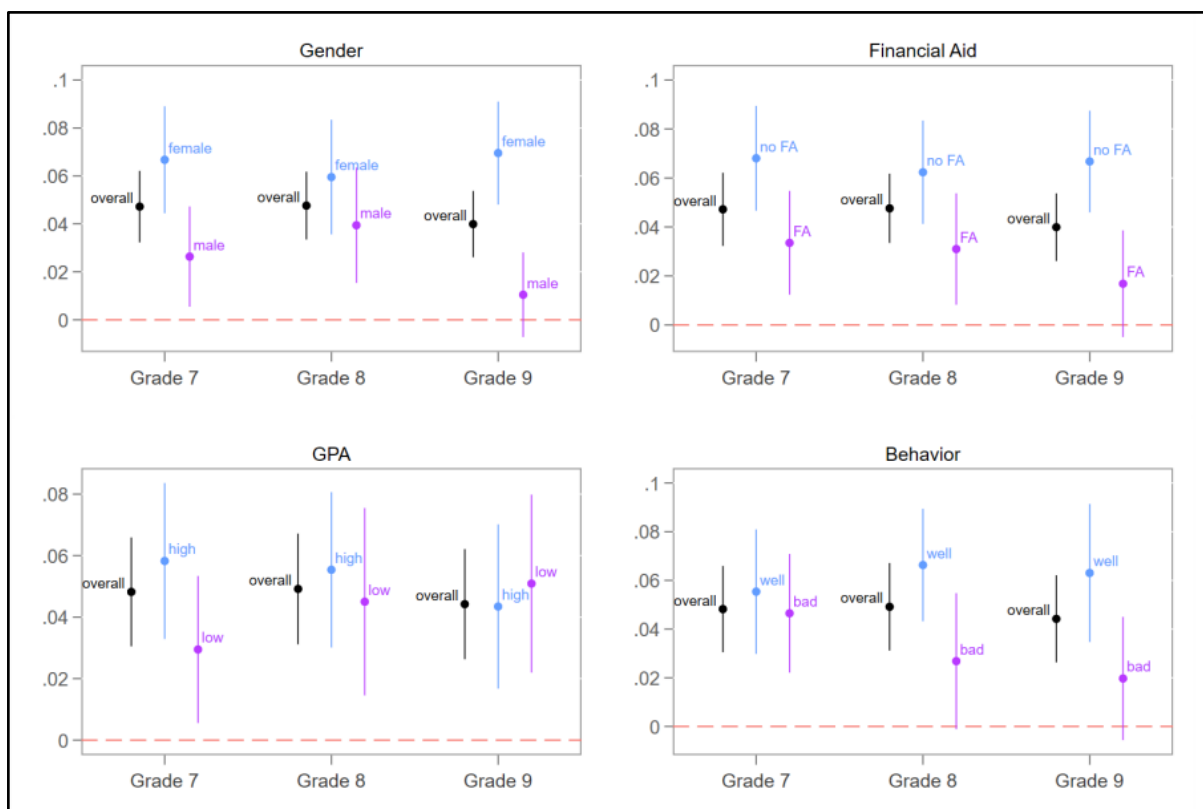 Gender
.1
.08
.06
.04
.02
0
overall
female
male
overall
female
male
overall
female
male
Grade 7
Grade 8
Grade 9
Financial Aid
.1
.08
.06
.04
.02
0
overall
no FA
FA
overall
no FA
FA
overall
no FA
FA
Grade 7
Grade 8
Grade 9
GPA
.08
.06
.04
.02
0
overall
high
low
overall
high
low
overall
high
low
Grade 7
Grade 8
Grade 9
Behavior
.1
.08
.06
.04
.02
0
overall
well
bad
overall
well
bad
overall
well
bad
Grade 7
Grade 8
Grade 9